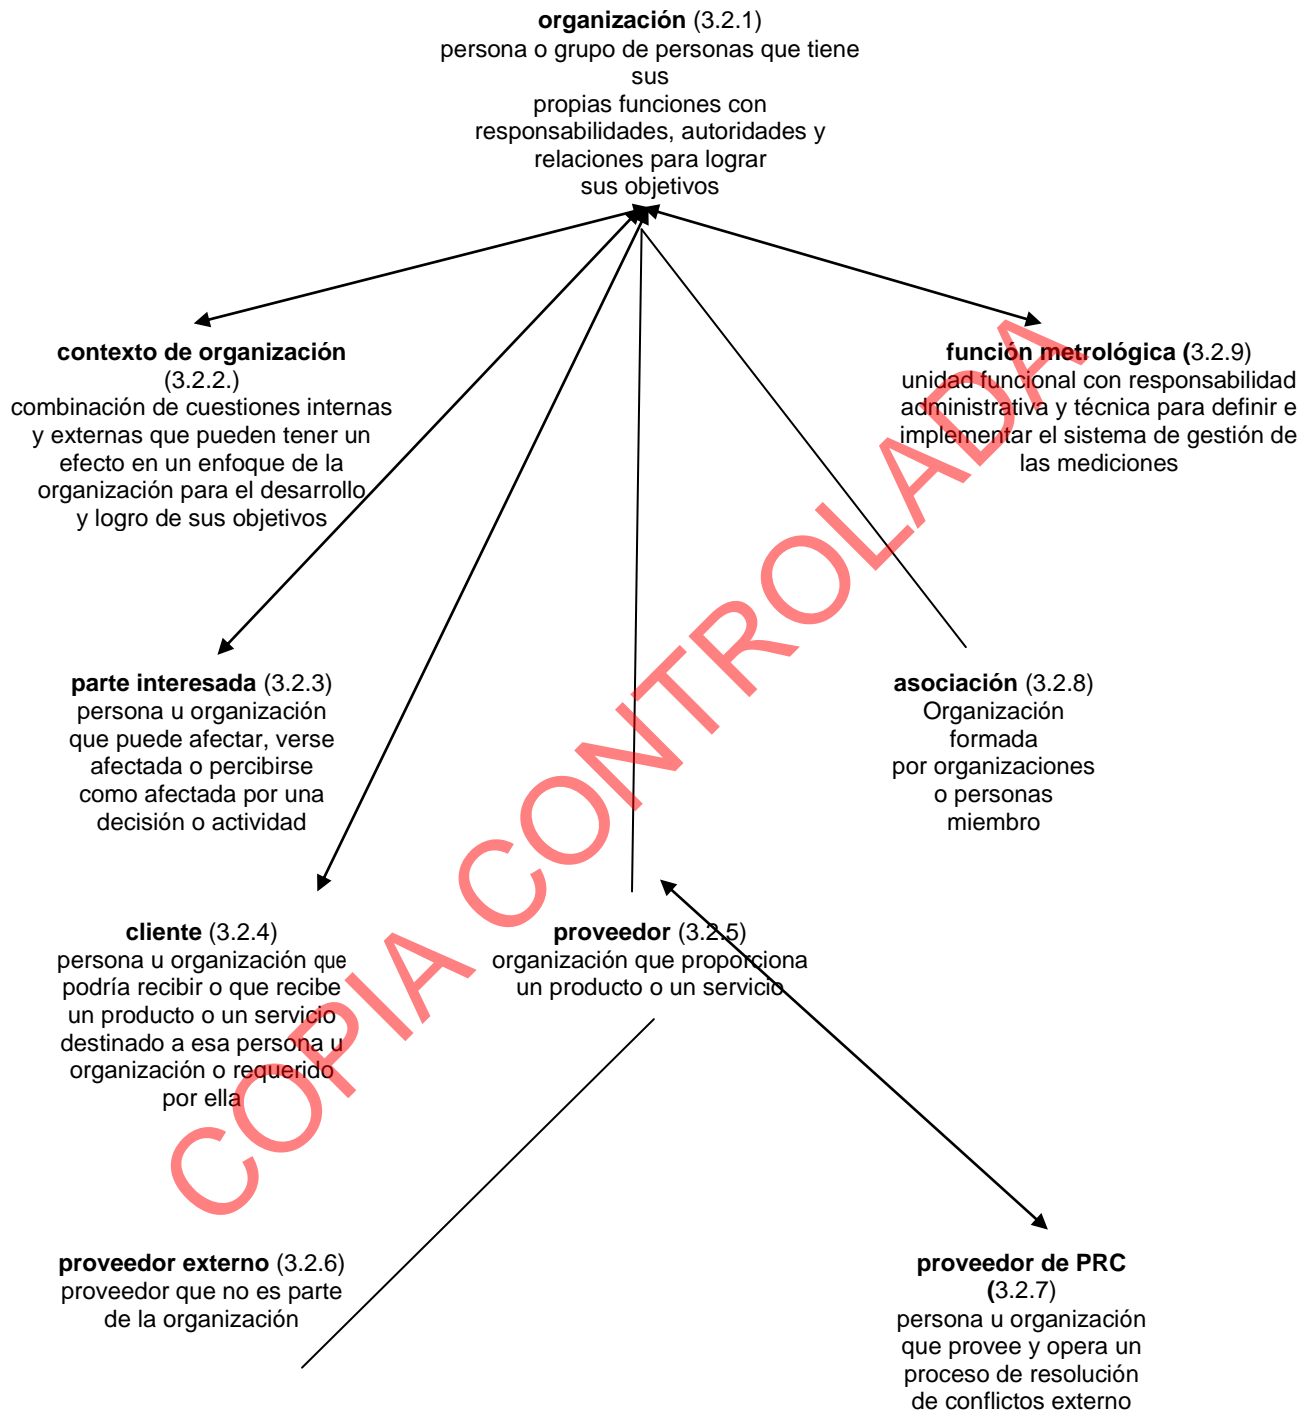 organización (3.2.1)
persona o grupo de personas que tiene
sus
propias funciones con
responsabilidades, autoridades y
relaciones para lograr
sus objetivos
contexto de organización
(3.2.2.)
combinación de cuestiones internas
y externas que pueden tener un
efecto en un enfoque de la
organización para el desarrollo
y logro de sus objetivos
función metrológica (3.2.9)
unidad funcional con responsabilidad
administrativa y técnica para definir e
implementar el sistema de gestión de
las mediciones
parte interesada (3.2.3)
persona u organización
que puede afectar, verse
afectada o percibirse
como afectada por una
decisión o actividad
asociación (3.2.8)
Organización
formada
por organizaciones
o personas
miembro
cliente (3.2.4)
persona u organización que
podría recibir o que recibe
un producto o un servicio
destinado a esa persona u
organización o requerido
por ella
proveedor (3.2.5)
organización que proporciona
un producto o un servicio
proveedor externo (3.2.6)
proveedor que no es parte
de la organización
proveedor de PRC
(3.2.7)
persona u organización
que provee y opera un
proceso de resolución
de conflictos externo
COPIA CONTROLADA